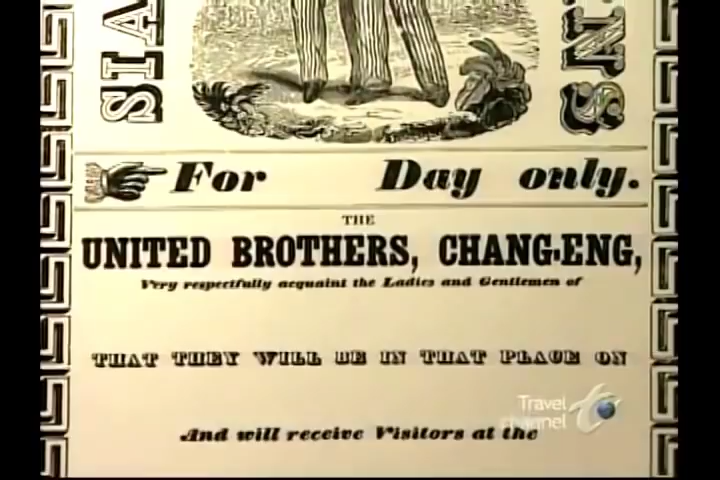 SIA
NS
For Day only.
THE
UNITED BROTHERS, CHANG-ENG,
Very respectfully acquaint the Ladies and Gentlemen of
THAT THEY WILL BE IN THAT PLACE ON
And will receive Visitors at the
Travel
channel